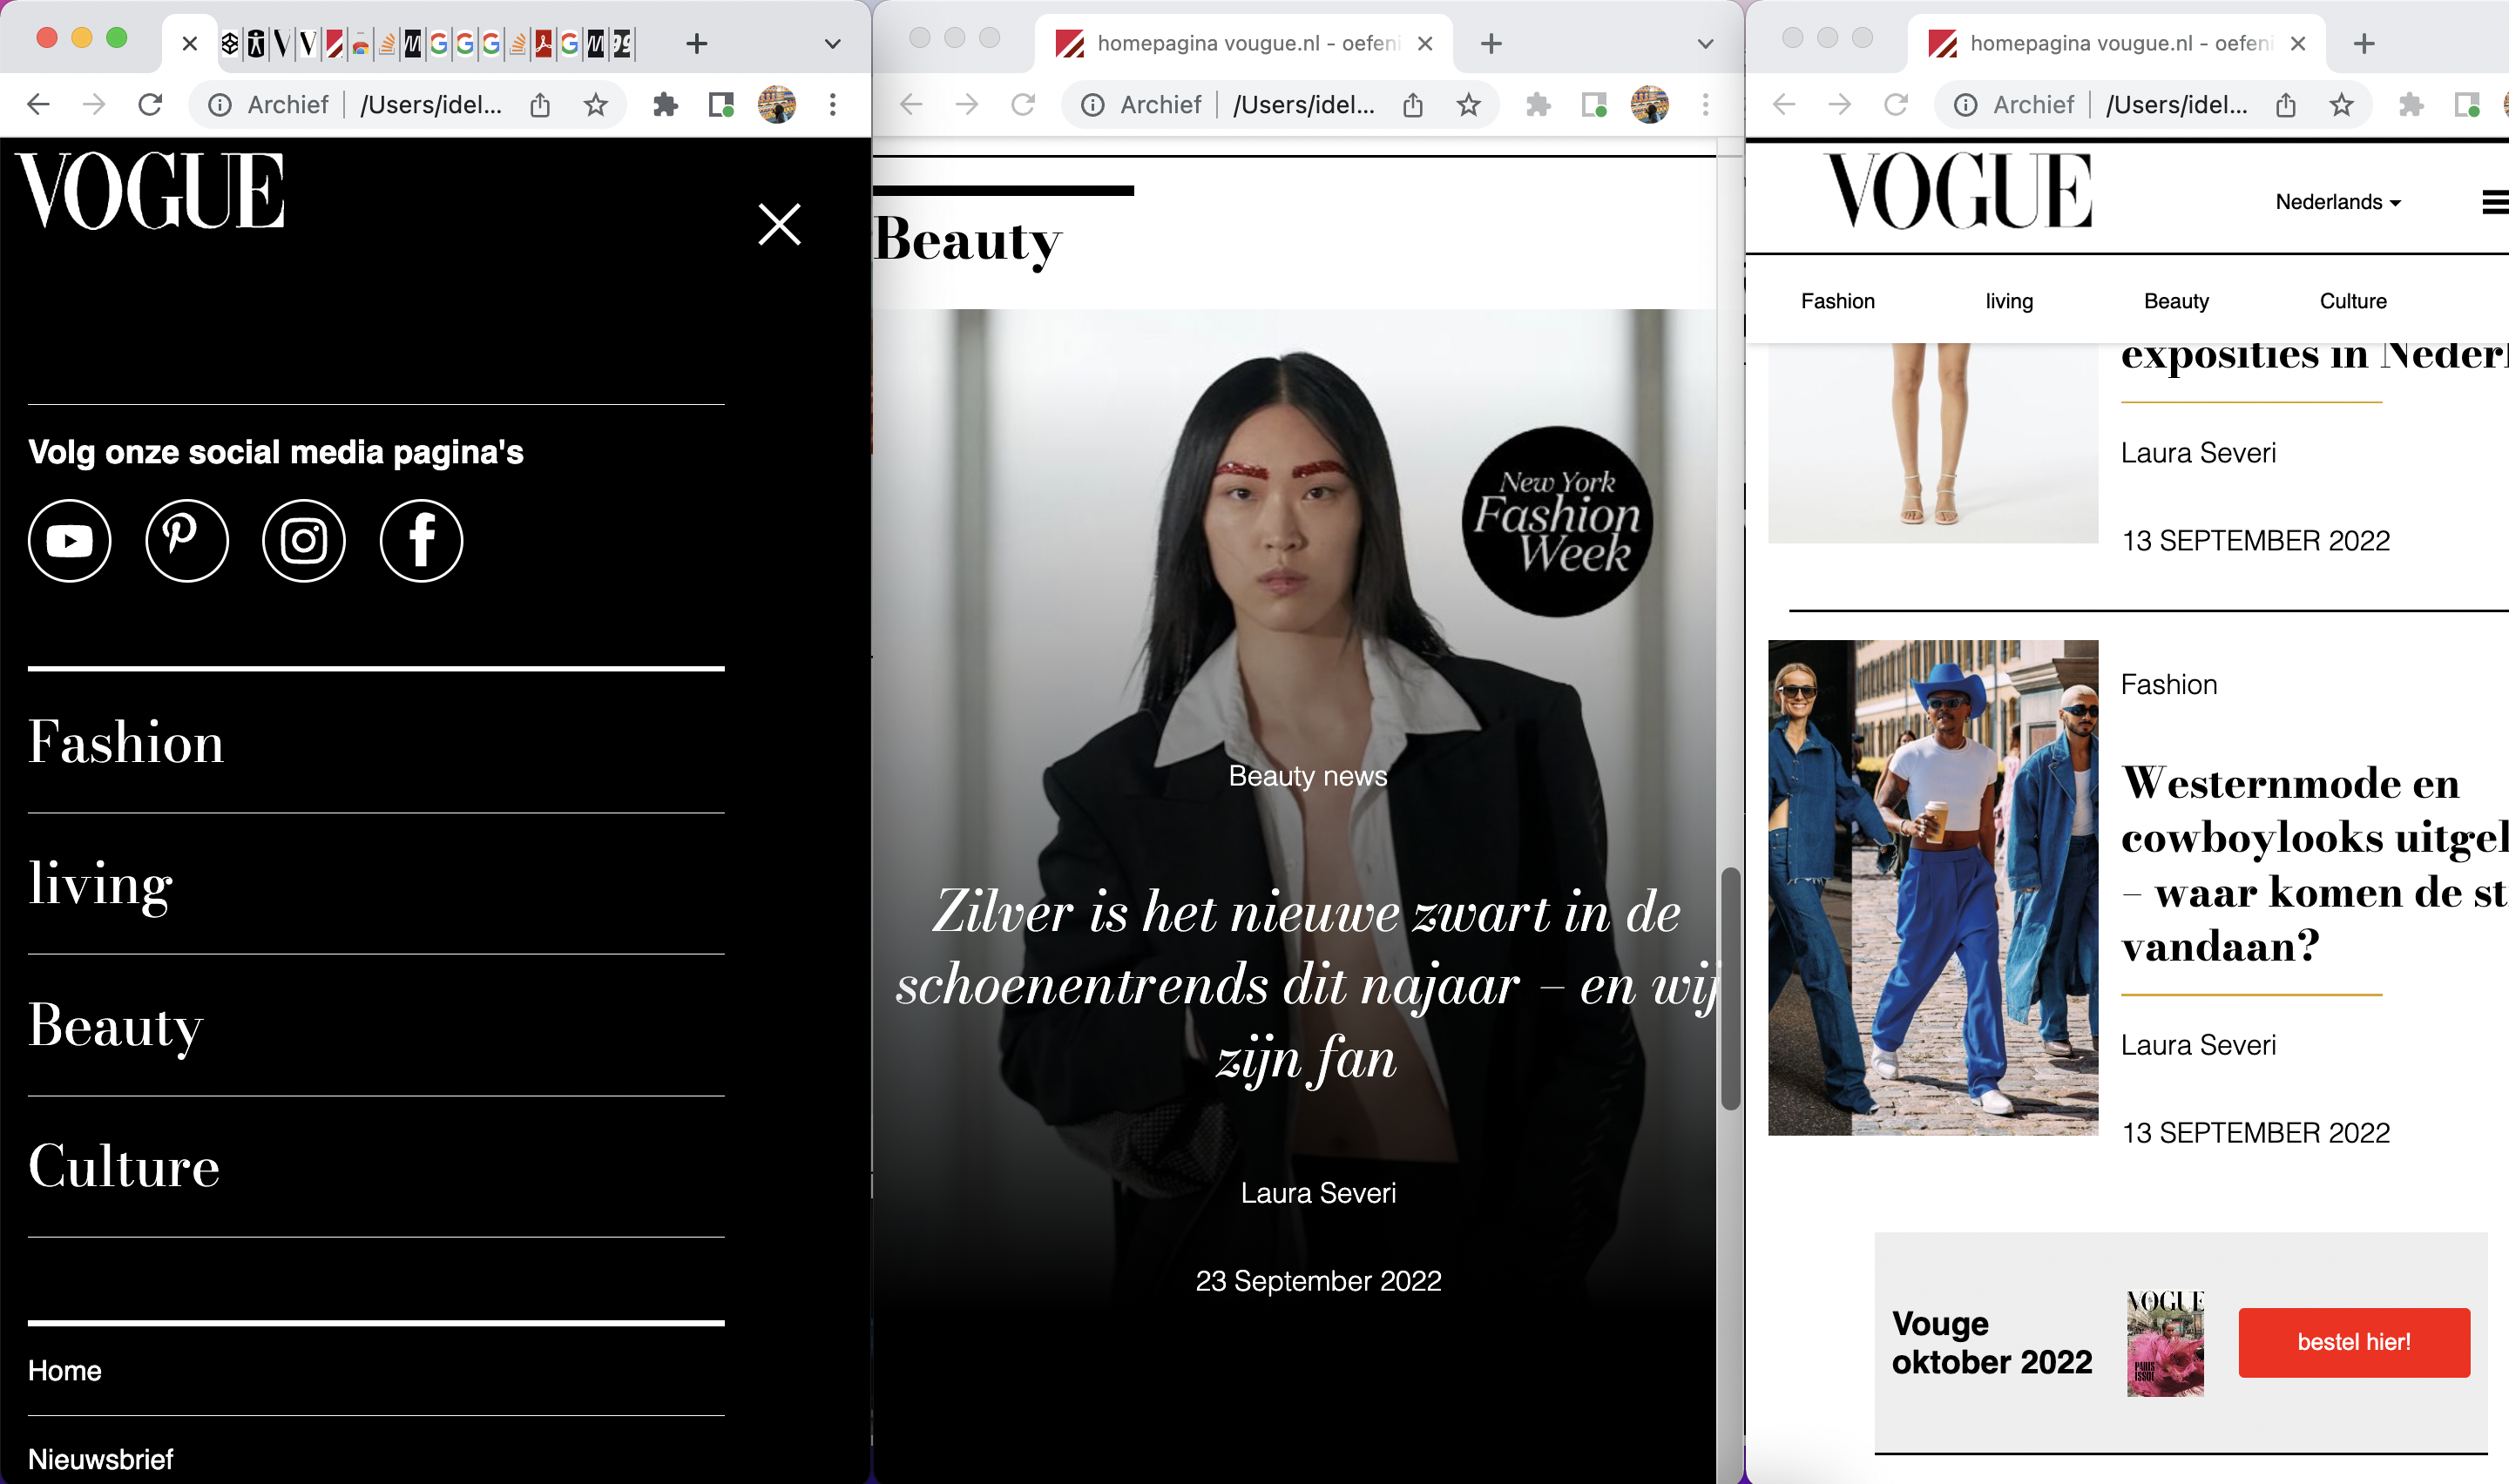 Archief
/Users/idel...
VOGUE
Volg onze social media pagina's
Fashion
living
Beauty
Culture
Home
Nieuwsbrief
homepagina vougue.nl - oefeni
Archief
/Users/idel...
Beauty
New York
Fashion
Week
Beauty news
Zilver is het nieuwe zwart in de
schoenentrends dit najaar – en wij
zijn fan
Laura Severi
23 September 2022
homepagina vougue.nl - oefeni
Archief
/Users/idel...
VOGUE
Nederlands
Fashion
living
Beauty
Culture
exposities in Nederl
Laura Severi
13 SEPTEMBER 2022
Fashion
Westernmode en
cowboylooks uitgel
– waar komen de st
vandaan?
Laura Severi
13 SEPTEMBER 2022
Vouge
oktober 2022
VOGUE
PARIS
ISSUE
bestel hier!